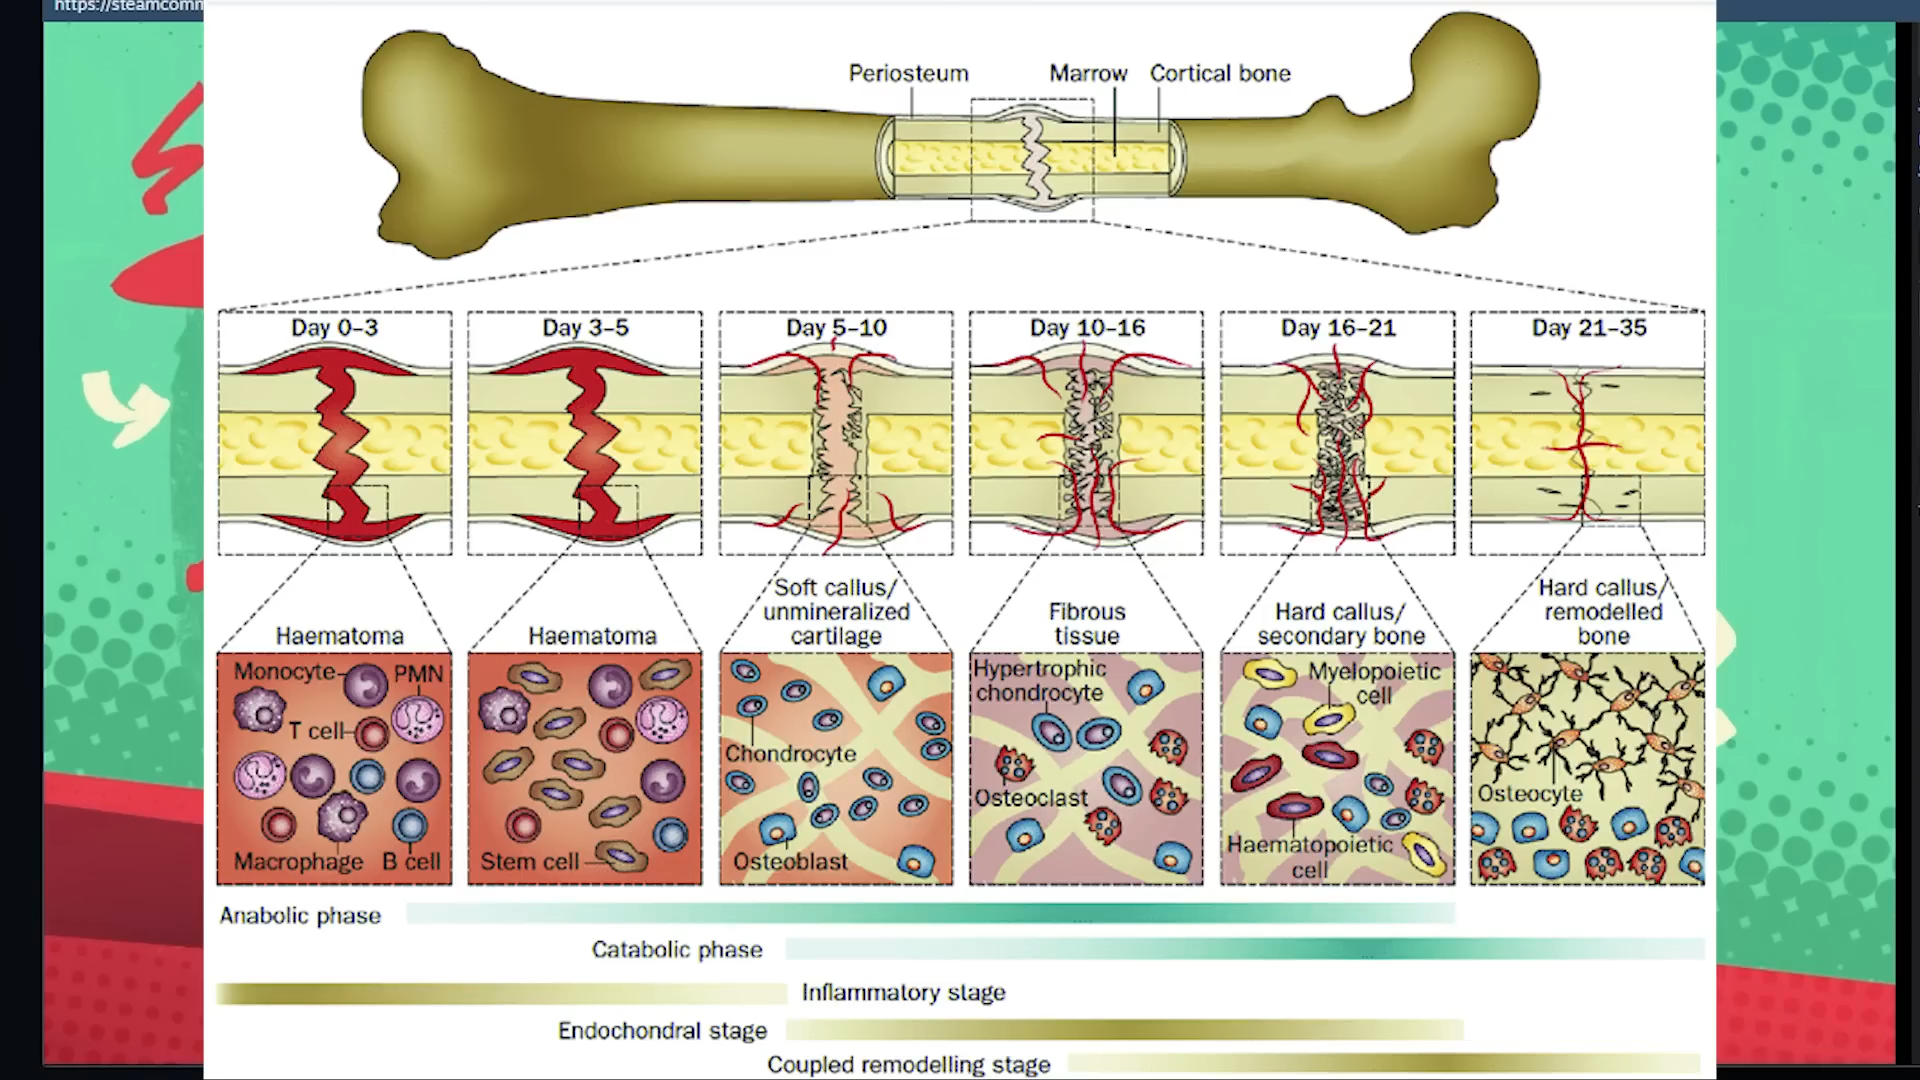 https://steamcomm
Periosteum
Marrow
Cortical bone
Day 0–3
Day 3–5
Day 5–10
Day 10–16
Day 16–21
Day 21–35
Haematoma
Haematoma
Soft callus/
unmineralized
cartilage
Fibrous
tissue
Hard callus/
secondary bone
Hard callus/
remodelled
bone
Monocyte
PMN
T cell
Macrophage
B cell
Stem cell
Chondrocyte
Osteoblast
Hypertrophic
chondrocyte
Osteoclast
Myelopoietic
cell
Haematopoietic
cell
Osteocyte
Anabolic phase
Catabolic phase
Inflammatory stage
Endochondral stage
Coupled remodelling stage